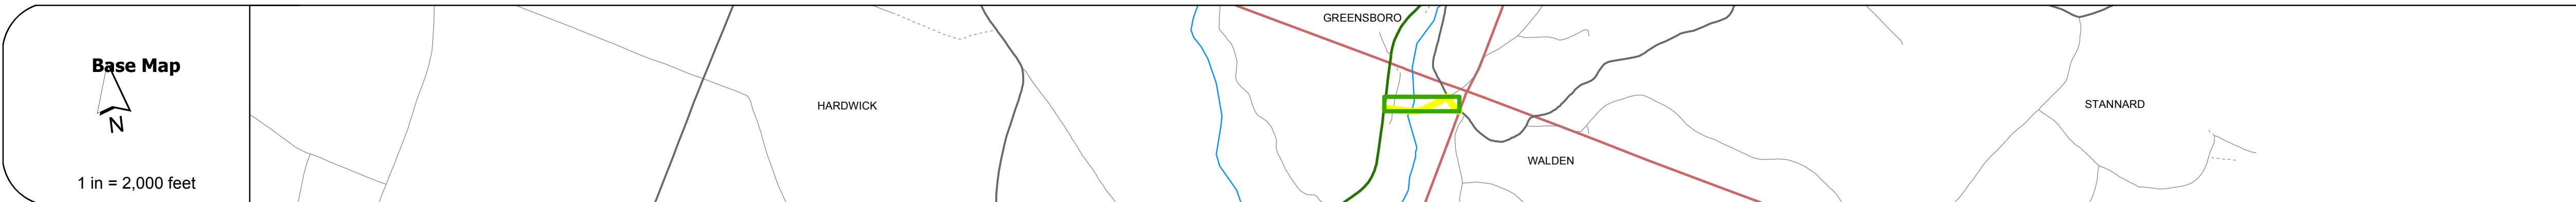 Base Map
N
1 in = 2,000 feet
GREENSBORO
HARDWICK
STANNARD
WALDEN